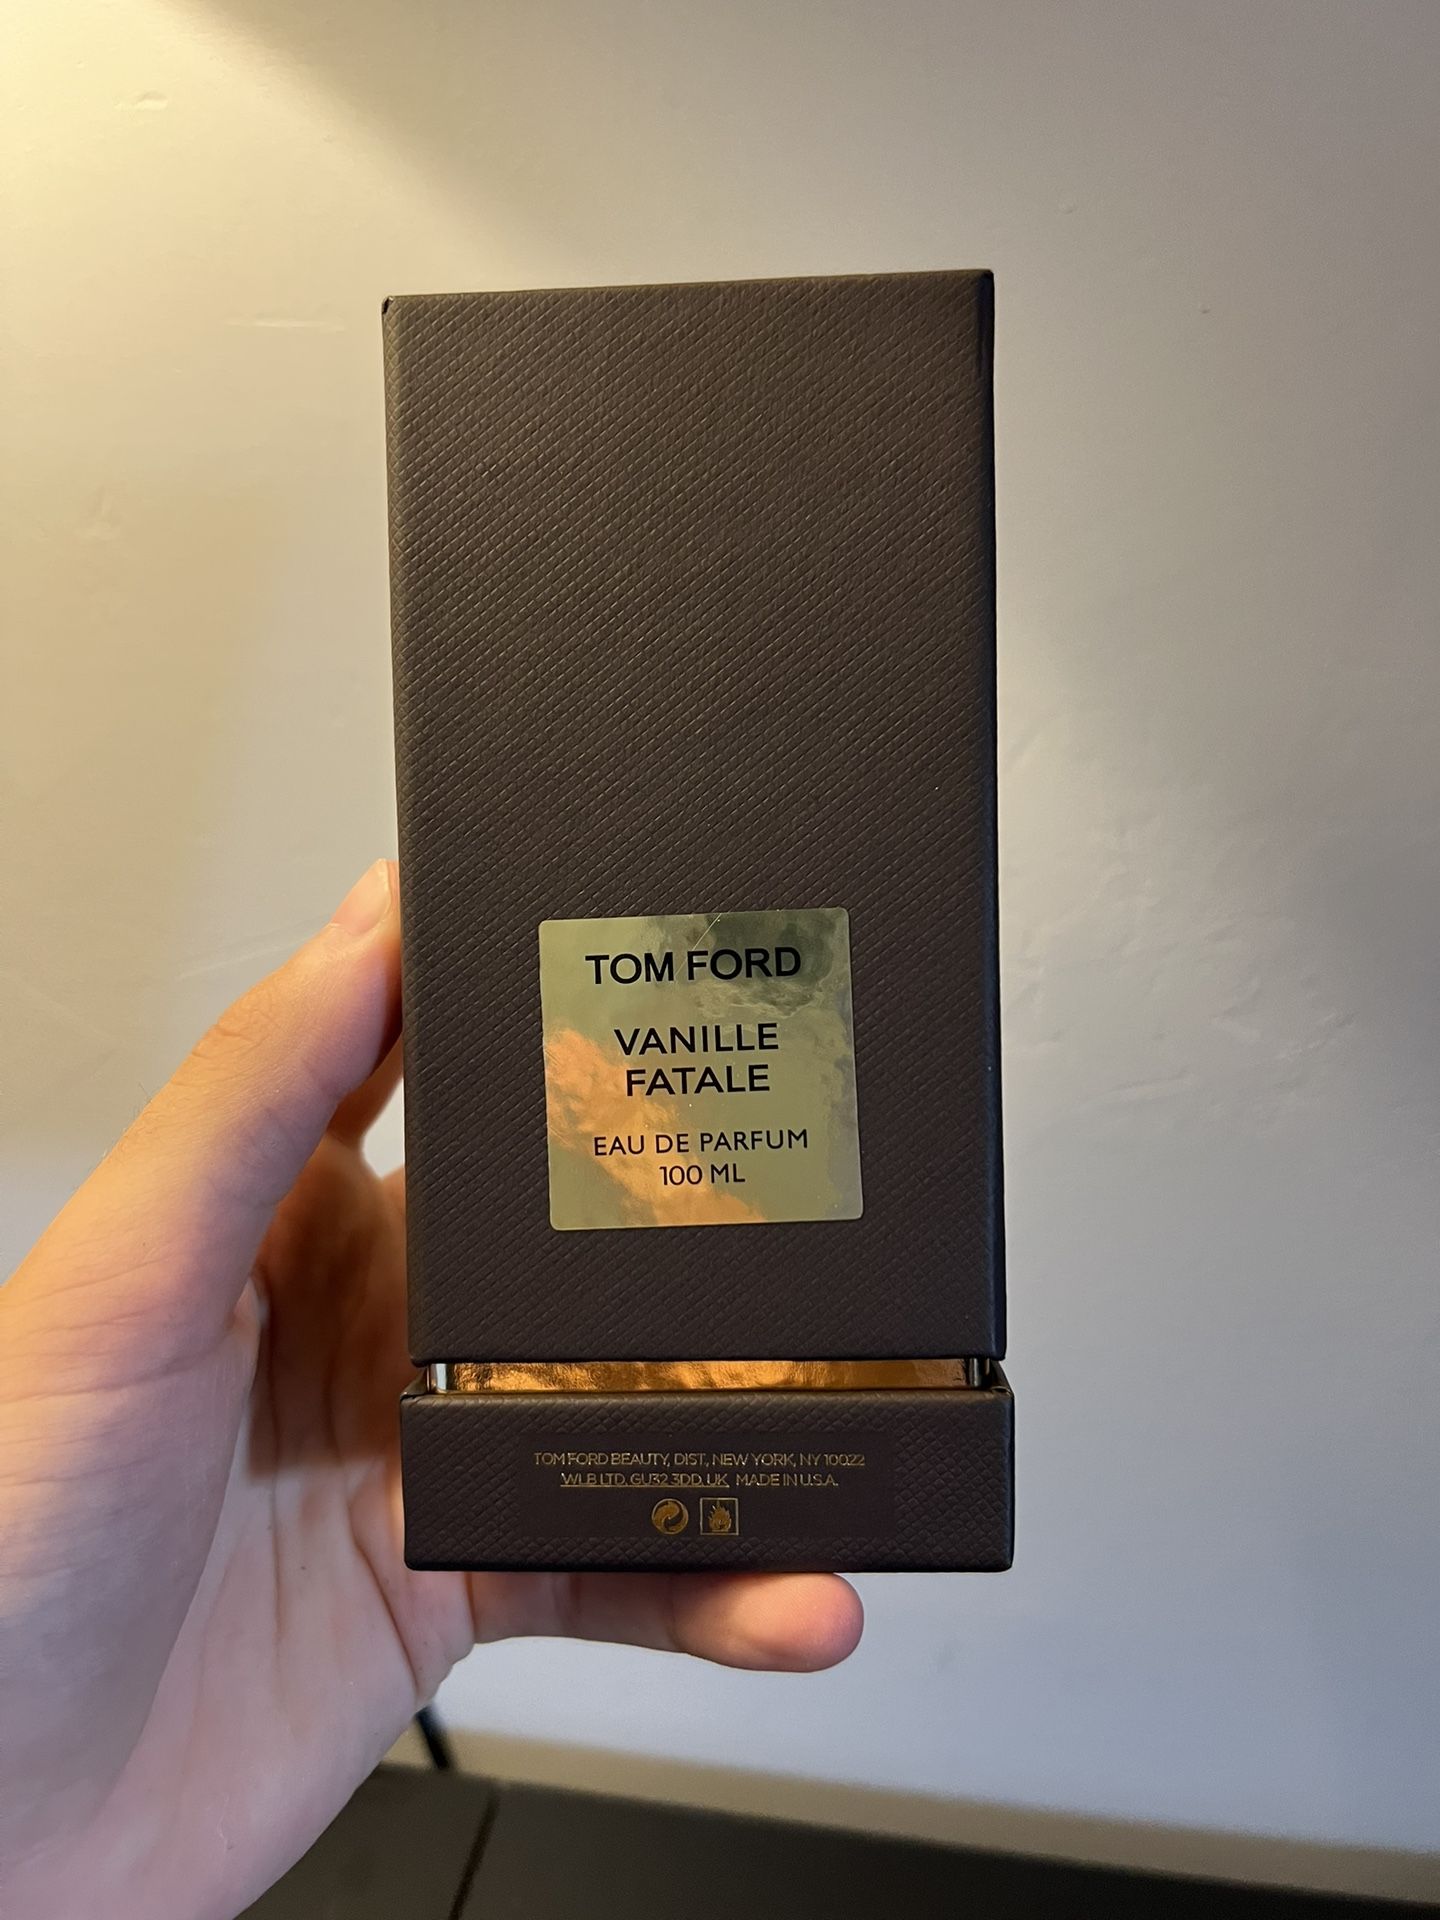 TOM FORD
VANILLE
FATALE
EAU DE PARFUM
100 ML
TOM FORD BEAUTY, DIST., NEW YORK, NY 10022
WLB LTD, GU32 3DD, UK, MADE IN U.S.A.